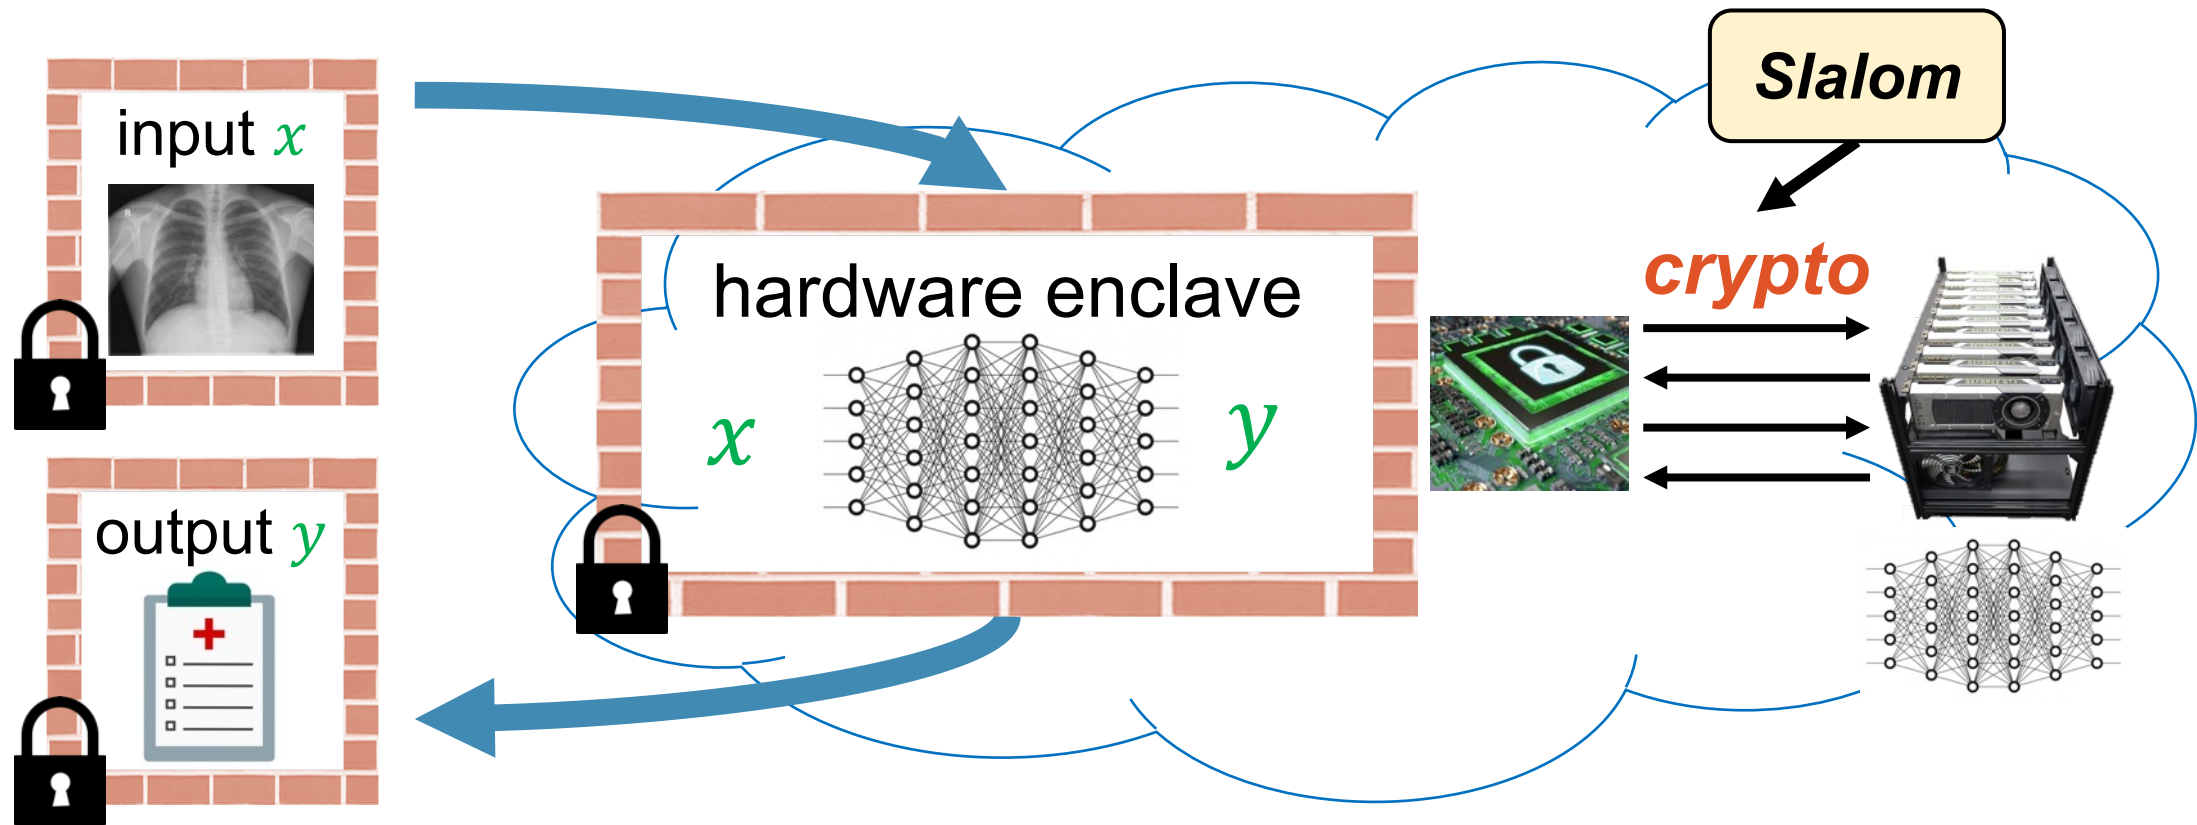 input x
R
output y
hardware enclave
x
y
Slalom
crypto